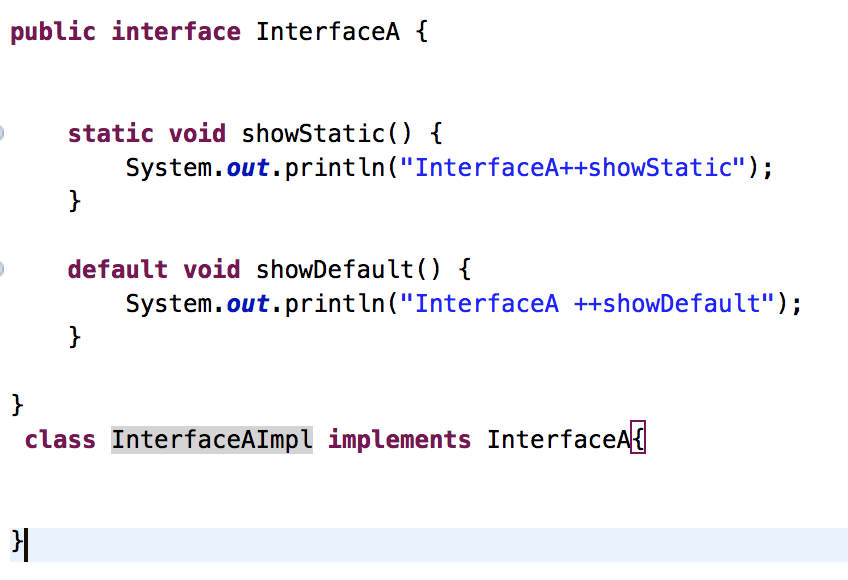 public interface InterfaceA {
static void showStatic() {
System.out.println("InterfaceA++showStatic");
}
default void showDefault() {
System.out.println("InterfaceA ++showDefault");
}
}
class InterfaceAImpl implements InterfaceA{
}